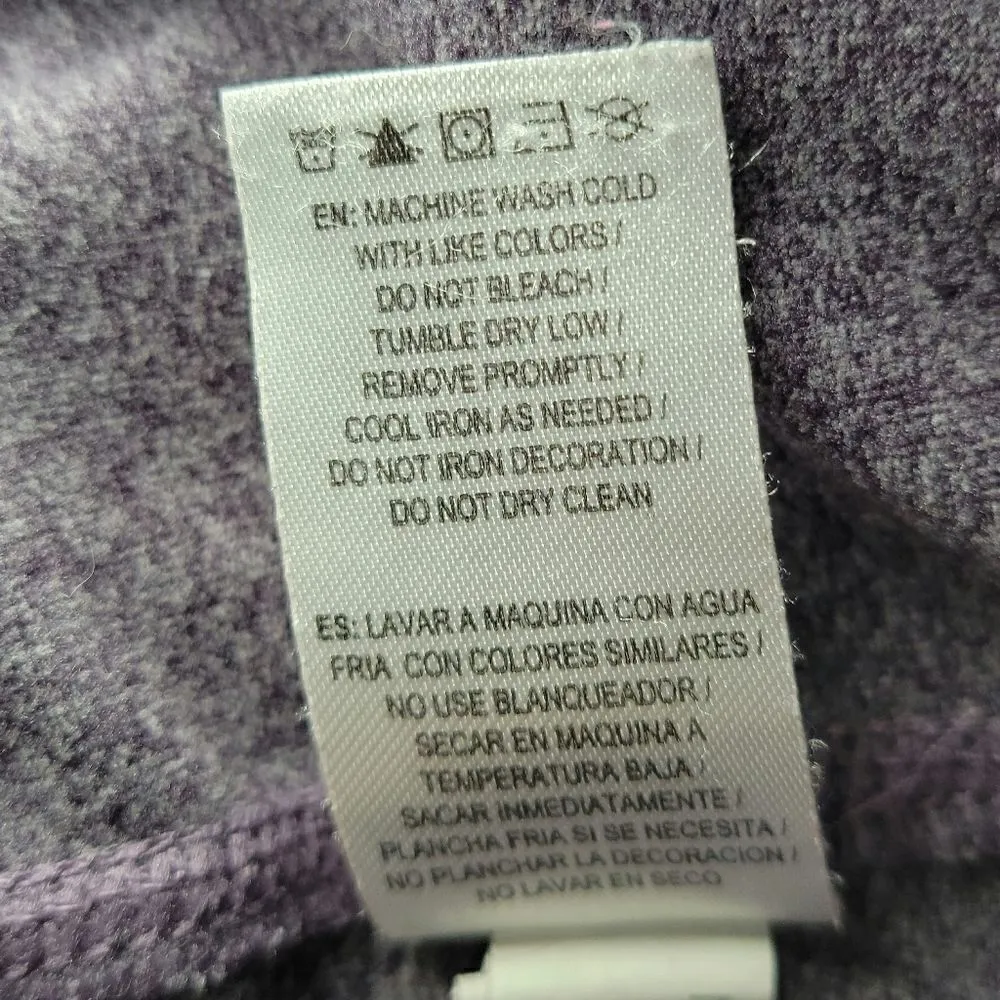 EN: MACHINE WASH COLD
WITH LIKE COLORS /
DO NOT BLEACH /
TUMBLE DRY LOW /
REMOVE PROMPTLY /
COOL IRON AS NEEDED /
DO NOT IRON DECORATION /
DO NOT DRY CLEAN
ES: LAVAR A MAQUINA CON AGUA
FRIA CON COLORES SIMILARES /
NO USE BLANQUEADOR /
SECAR EN MAQUINA A
TEMPERATURA BAJA /
SACAR INMEDIATAMENTE /
PLANCHA FRIA SI SE NECESITA /
NO PLANCHAR LA DECORACION /
NO LAVAR EN SECO